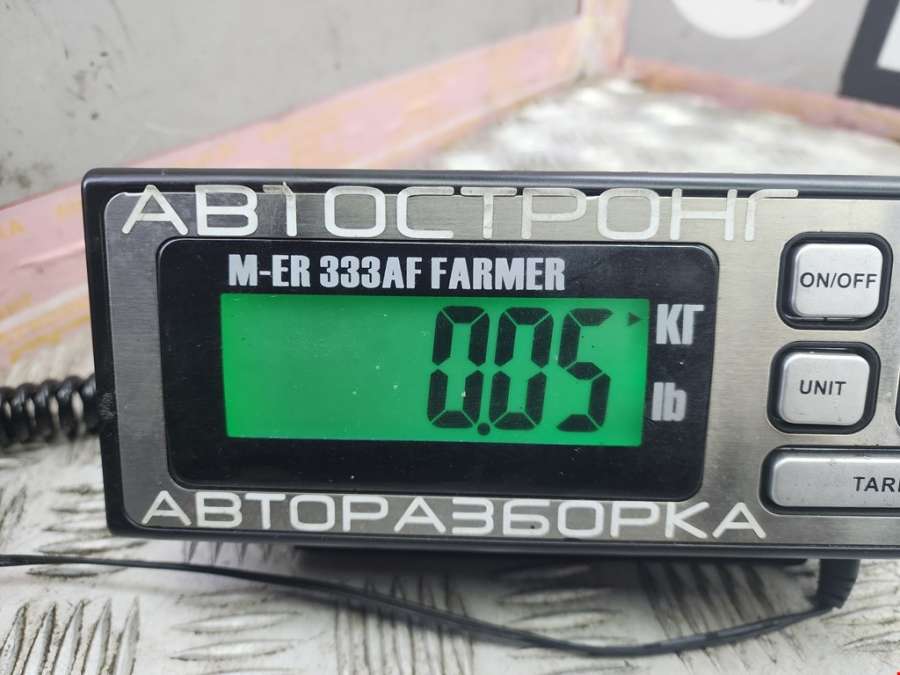 АВТОСТРОНГ
M-ER 333AF FARMER
0.05 КГ
lb
ON/OFF
UNIT
АВТОРАЗБОРКА